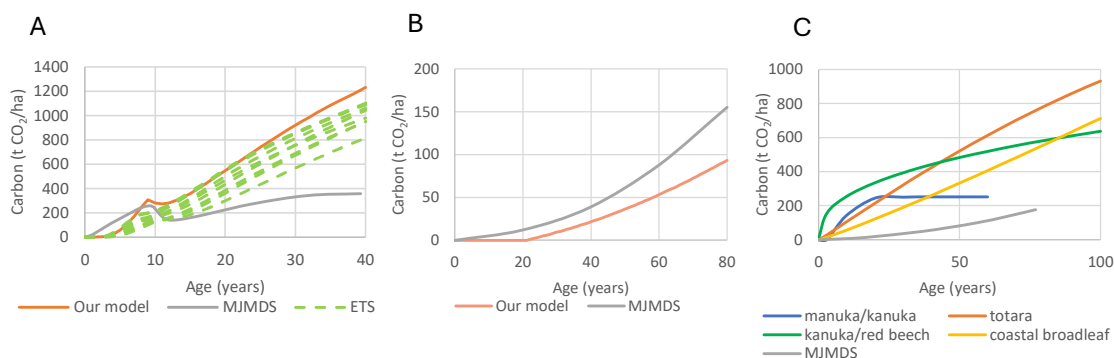 A
1400
1200
1000
800
600
400
200
0
Carbon (t CO₂/ha)
0 10 20 30 40
Age (years)
Our model MJMDS ETS
B
200
150
100
50
0
Carbon (t CO₂/ha)
0 20 40 60 80
Age (years)
Our model MJMDS
C
1000
800
600
400
200
0
Carbon (t CO₂/ha)
0 50 100
Age (years)
manuka/kanuka totara
kanuka/red beech coastal broadleaf
MJMDS